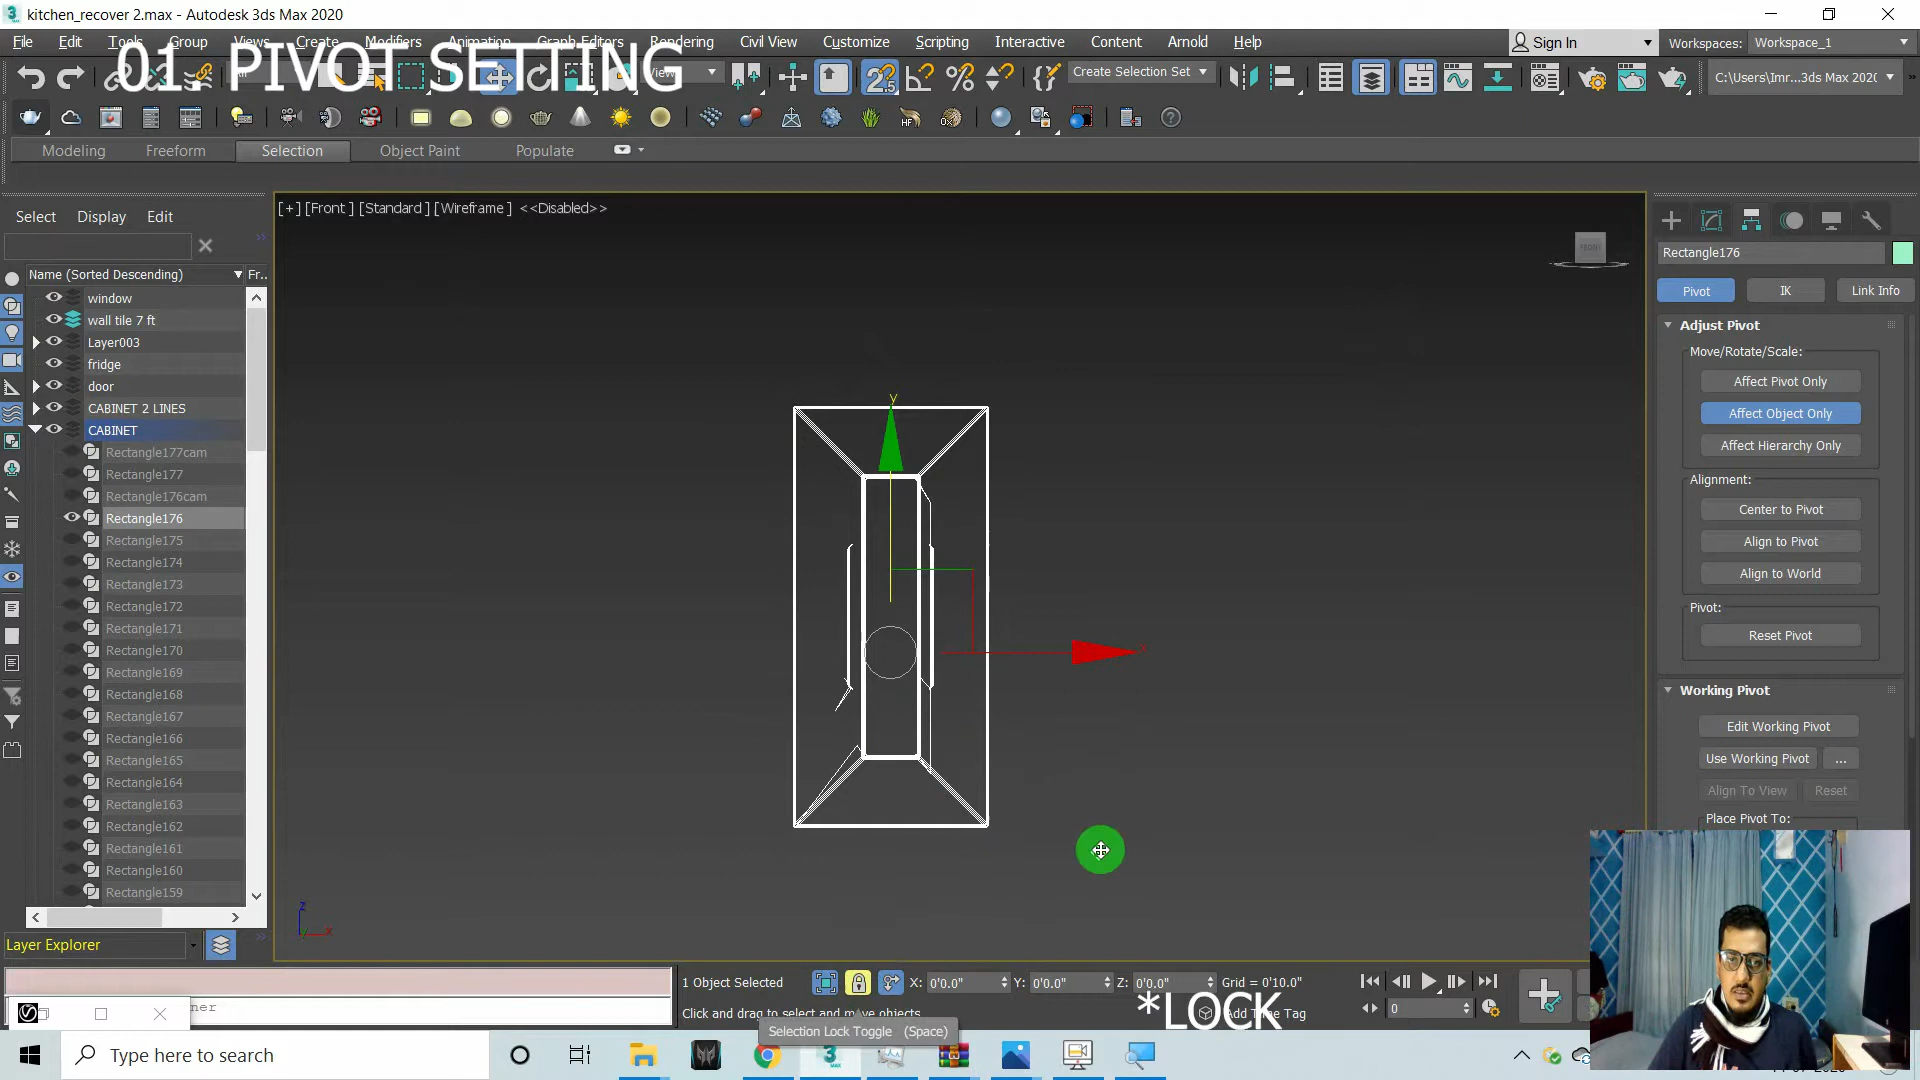 kitchen_recover 2.max - Autodesk 3ds Max 2020
File Edit Tools Group Views Create Modifiers Animation Graph Editors Rendering Civil View Customize Scripting Interactive Content Arnold Help
Sign In
Workspaces: Workspace_1
01 PIVOT SETTING
View
Create Selection Set
C:\Users\Imr...3ds Max 2020
Modeling Freeform Selection Object Paint Populate
Select Display Edit
Name (Sorted Descending) Fr...
window
wall tile 7 ft
Layer003
fridge
door
CABINET 2 LINES
CABINET
Rectangle177cam
Rectangle177
Rectangle176cam
Rectangle176
Rectangle175
Rectangle174
Rectangle173
Rectangle172
Rectangle171
Rectangle170
Rectangle169
Rectangle168
Rectangle167
Rectangle166
Rectangle165
Rectangle164
Rectangle163
Rectangle162
Rectangle161
Rectangle160
Rectangle159
Layer Explorer
[+] [Front ] [Standard ] [Wireframe ] <<Disabled>>
FRONT
y
x
z
x
Rectangle176
Pivot IK Link Info
Adjust Pivot
Move/Rotate/Scale:
Affect Pivot Only
Affect Object Only
Affect Hierarchy Only
Alignment:
Center to Pivot
Align to Pivot
Align to World
Pivot:
Reset Pivot
Working Pivot
Edit Working Pivot
Use Working Pivot ...
Align To View Reset
Place Pivot To:
1 Object Selected X: 0'0.0" Y: 0'0.0" Z: 0'0.0" Grid = 0'10.0"
Click and drag to select and move objects
*LOCK
Add Time Tag
0
Selection Lock Toggle (Space)
Type here to search